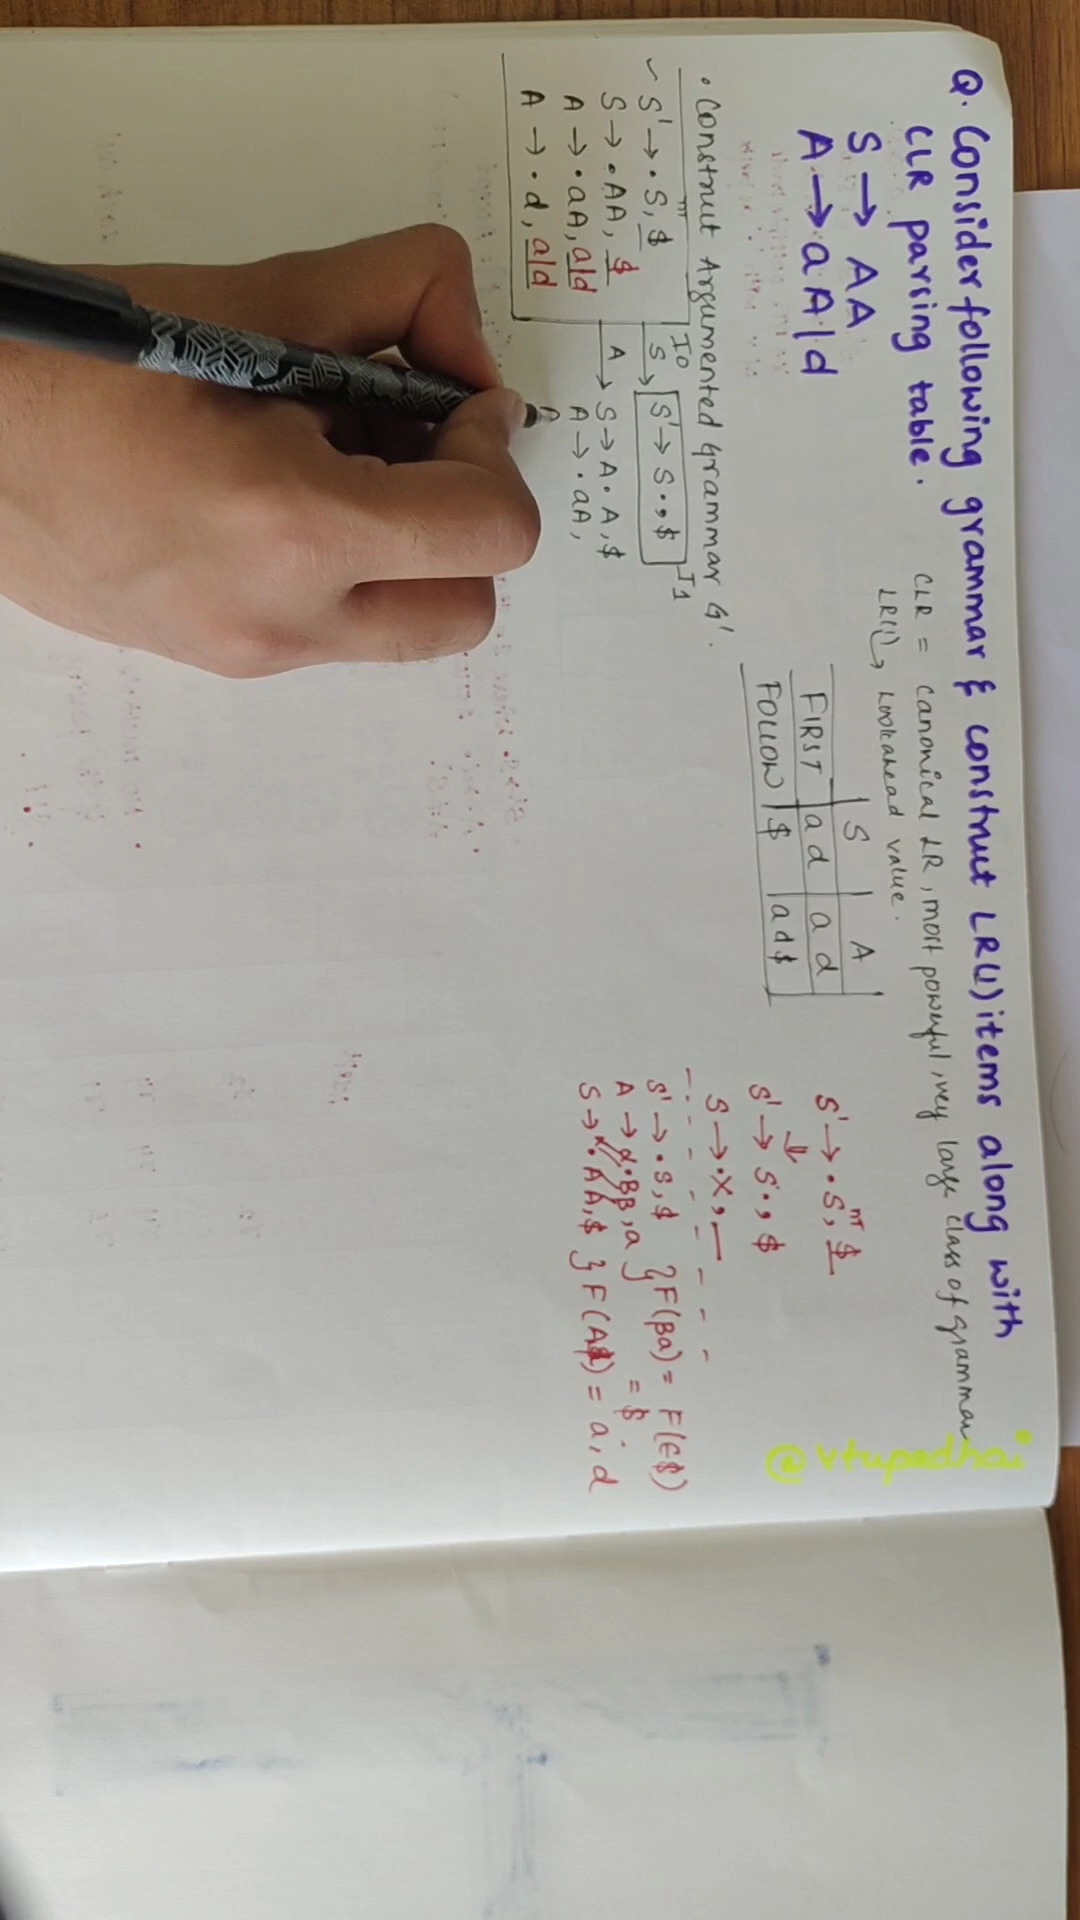 Q. Consider following grammar & construct LR(1) items along with
CLR parsing table.
S → AA
A → aA|d
CLR = canonical LR, most powerful, very large class of grammar
LR(1) → Lookahead value.
@vtupadhai
S A
FIRST a d a d
FOLLOW $ a d $
• Construct Argumented Grammar G'.
S' → • S, $
S → • AA, $
A → • aA, a|d
A → • d, a|d
I0
S
S' → S •, $
I1
A
S → A • A, $
A → • aA,
A
S' → • S, $
S' → S •, $
S → • X, —
S' → • S, $ } F(βa) = F(ε$)
A → α • Bβ, a = $
S → • AA, $ } F(A$) = a, d